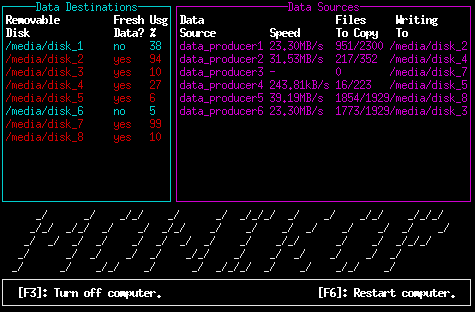 Data Destinations
Removable Fresh Usg
Disk Data? %
/media/disk_1 no 38
/media/disk_2 yes 94
/media/disk_3 yes 10
/media/disk_4 yes 27
/media/disk_5 yes 6
/media/disk_6 no 5
/media/disk_7 yes 99
/media/disk_8 yes 10
Data Sources
Data Files Writing
Source Speed To Copy To
data_producer1 23.30MB/s 951/2300 /media/disk_2
data_producer2 31.53MB/s 217/352 /media/disk_4
data_producer3 - 0 /media/disk_7
data_producer4 243.81kB/s 16/223 /media/disk_5
data_producer5 39.19MB/s 1854/1929 /media/disk_8
data_producer6 23.30MB/s 1773/1929 /media/disk_3
MONIKOP
[F3]: Turn off computer. [F6]: Restart computer.